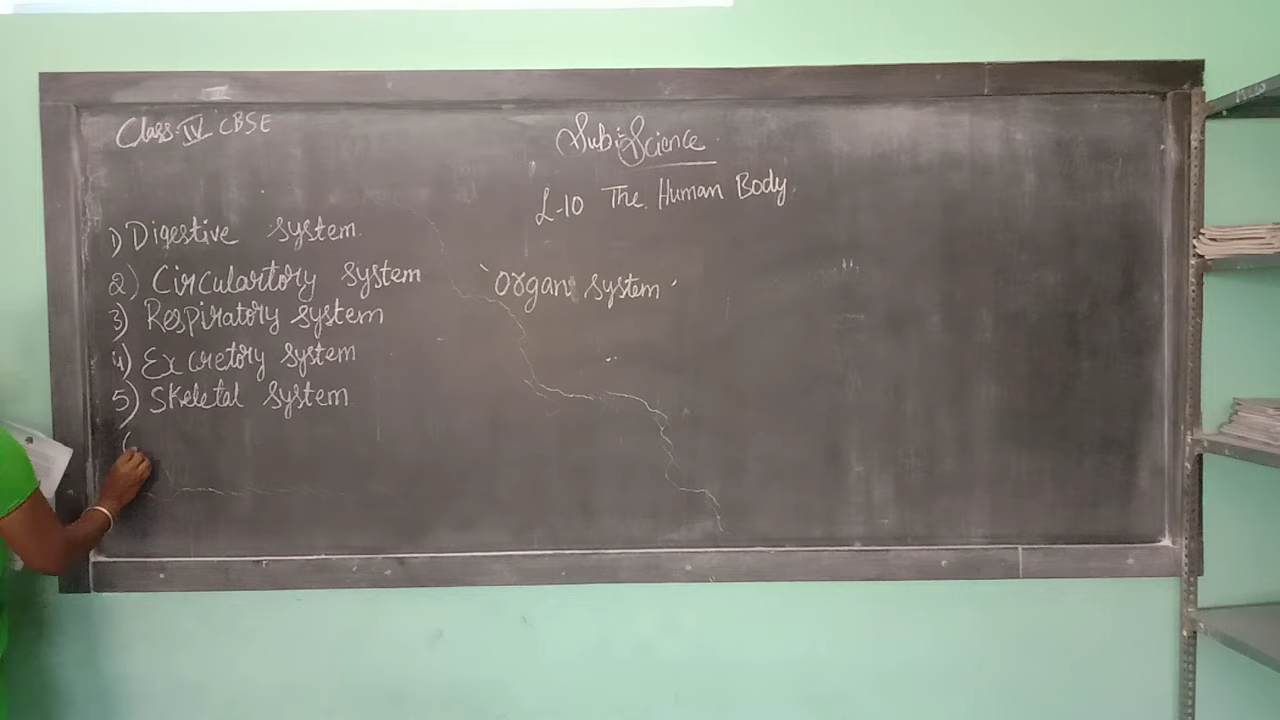 Class:- IV CBSE
Sub:- Science
L-10 The Human Body.
1) Digestive system.
2) Circulartory system
'Organ system'
3) Respiratory system
4) Excretory system
5) Skeletal system